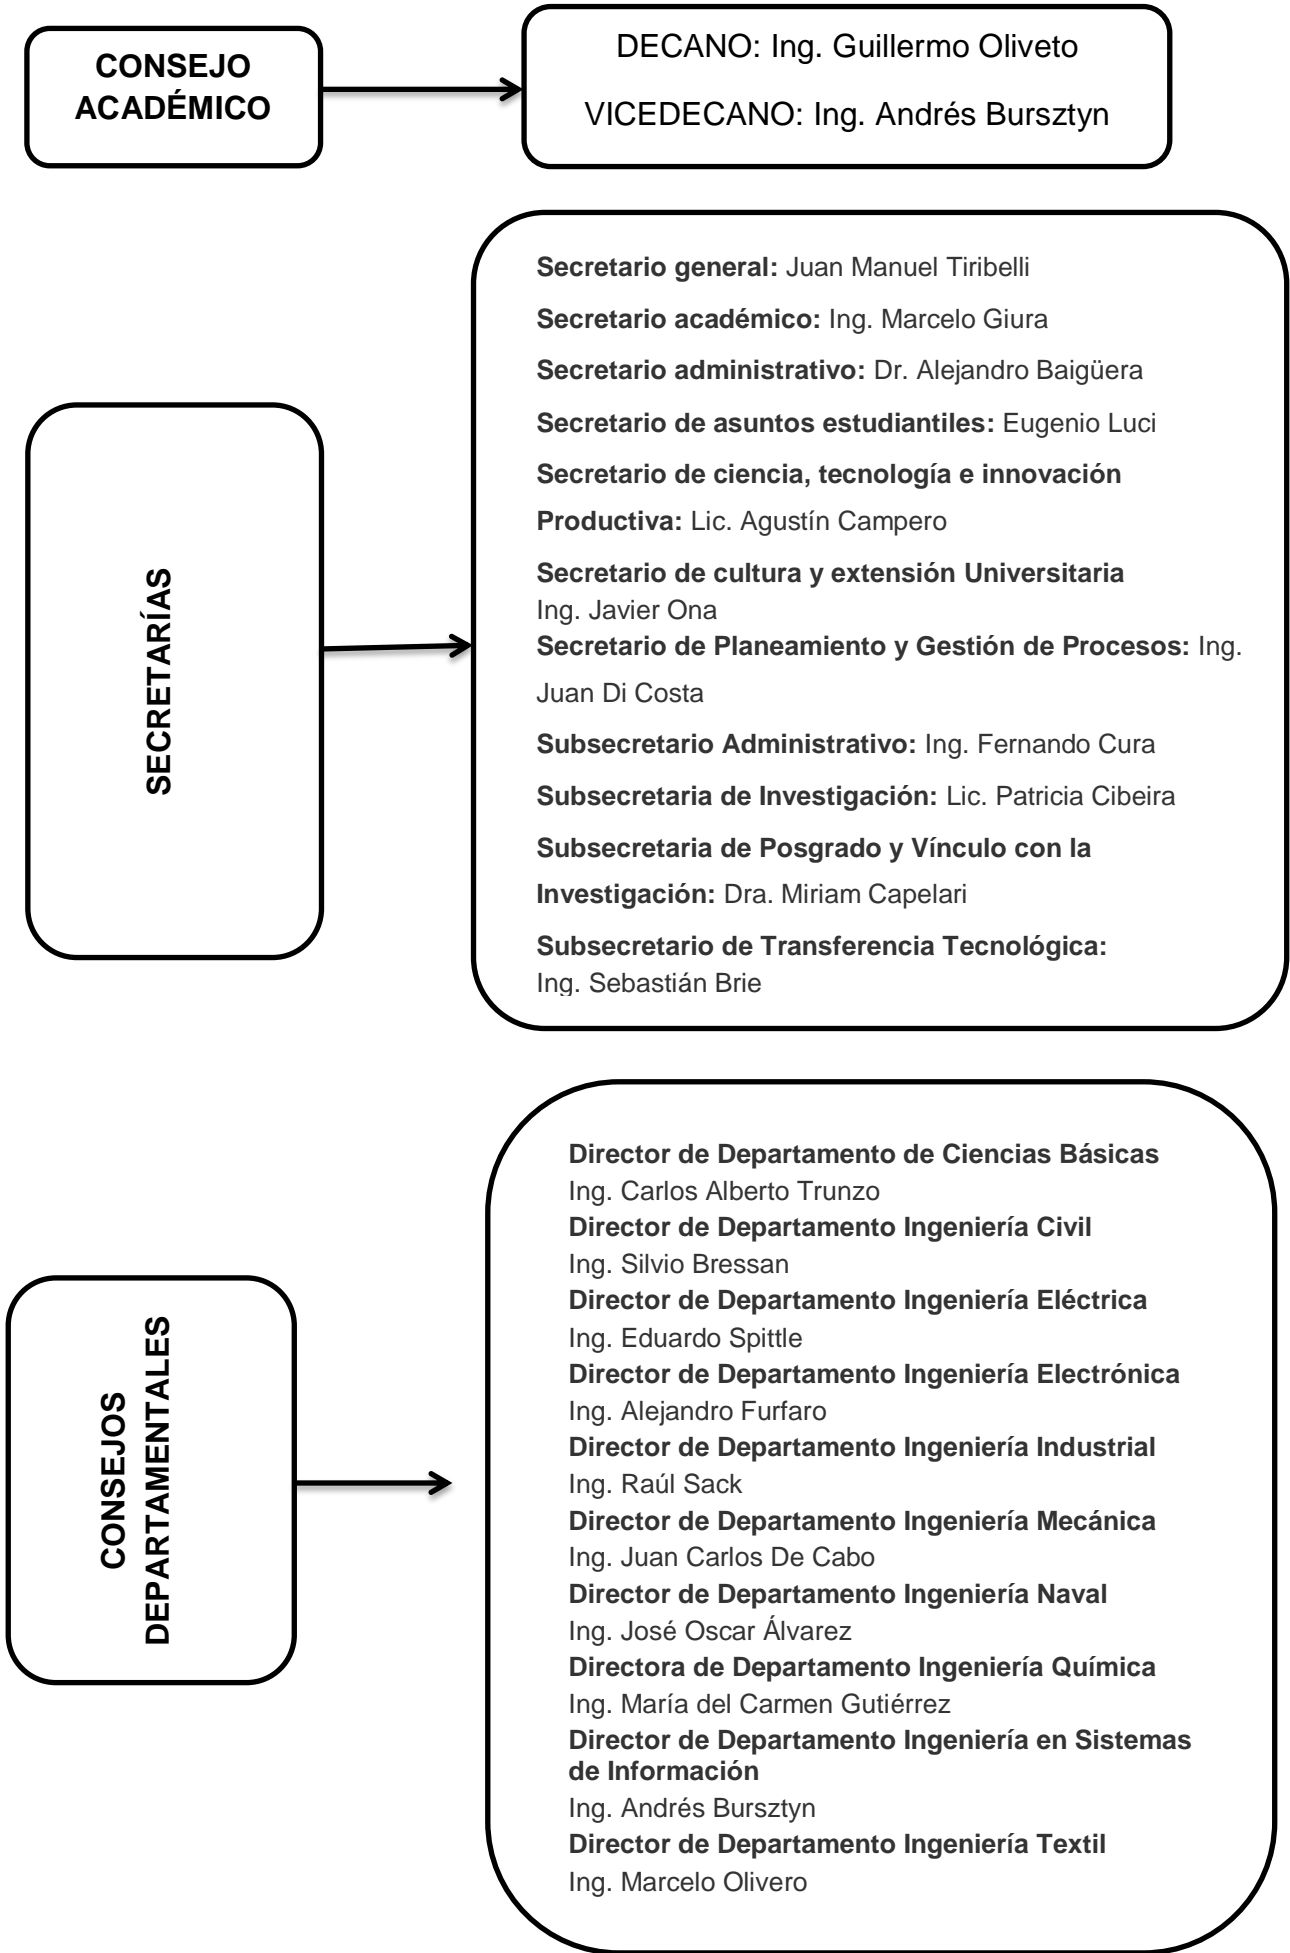 CONSEJO
ACADÉMICO
DECANO: Ing. Guillermo Oliveto
VICEDECANO: Ing. Andrés Bursztyn
SECRETARÍAS
Secretario general: Juan Manuel Tiribelli
Secretario académico: Ing. Marcelo Giura
Secretario administrativo: Dr. Alejandro Baigüera
Secretario de asuntos estudiantiles: Eugenio Luci
Secretario de ciencia, tecnología e innovación
Productiva: Lic. Agustín Campero
Secretario de cultura y extensión Universitaria
Ing. Javier Ona
Secretario de Planeamiento y Gestión de Procesos: Ing.
Juan Di Costa
Subsecretario Administrativo: Ing. Fernando Cura
Subsecretaria de Investigación: Lic. Patricia Cibeira
Subsecretaria de Posgrado y Vínculo con la
Investigación: Dra. Miriam Capelari
Subsecretario de Transferencia Tecnológica:
Ing. Sebastián Brie
CONSEJOS
DEPARTAMENTALES
Director de Departamento de Ciencias Básicas
Ing. Carlos Alberto Trunzo
Director de Departamento Ingeniería Civil
Ing. Silvio Bressan
Director de Departamento Ingeniería Eléctrica
Ing. Eduardo Spittle
Director de Departamento Ingeniería Electrónica
Ing. Alejandro Furfaro
Director de Departamento Ingeniería Industrial
Ing. Raúl Sack
Director de Departamento Ingeniería Mecánica
Ing. Juan Carlos De Cabo
Director de Departamento Ingeniería Naval
Ing. José Oscar Álvarez
Directora de Departamento Ingeniería Química
Ing. María del Carmen Gutiérrez
Director de Departamento Ingeniería en Sistemas
de Información
Ing. Andrés Bursztyn
Director de Departamento Ingeniería Textil
Ing. Marcelo Olivero